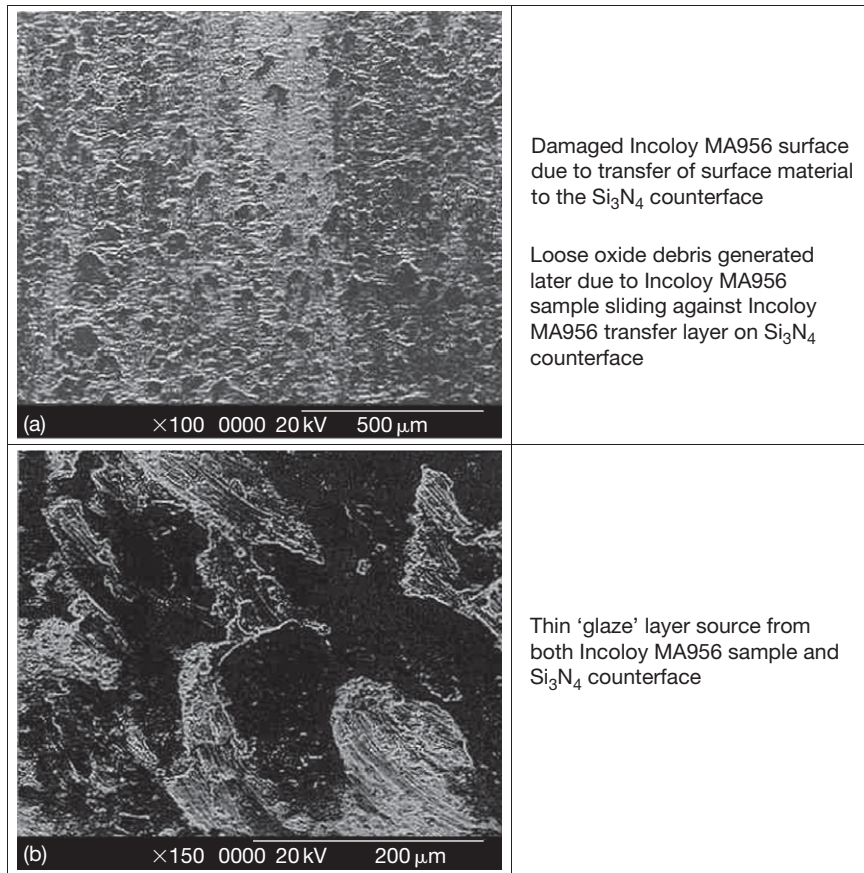 Damaged Incoloy MA956 surface
due to transfer of surface material
to the Si₃N₄ counterface
Loose oxide debris generated
later due to Incoloy MA956
sample sliding against Incoloy
MA956 transfer layer on Si₃N₄
counterface
(a) ×100 0000 20 kV 500 μm
Thin ‘glaze’ layer source from
both Incoloy MA956 sample and
Si₃N₄ counterface
(b) ×150 0000 20 kV 200 μm